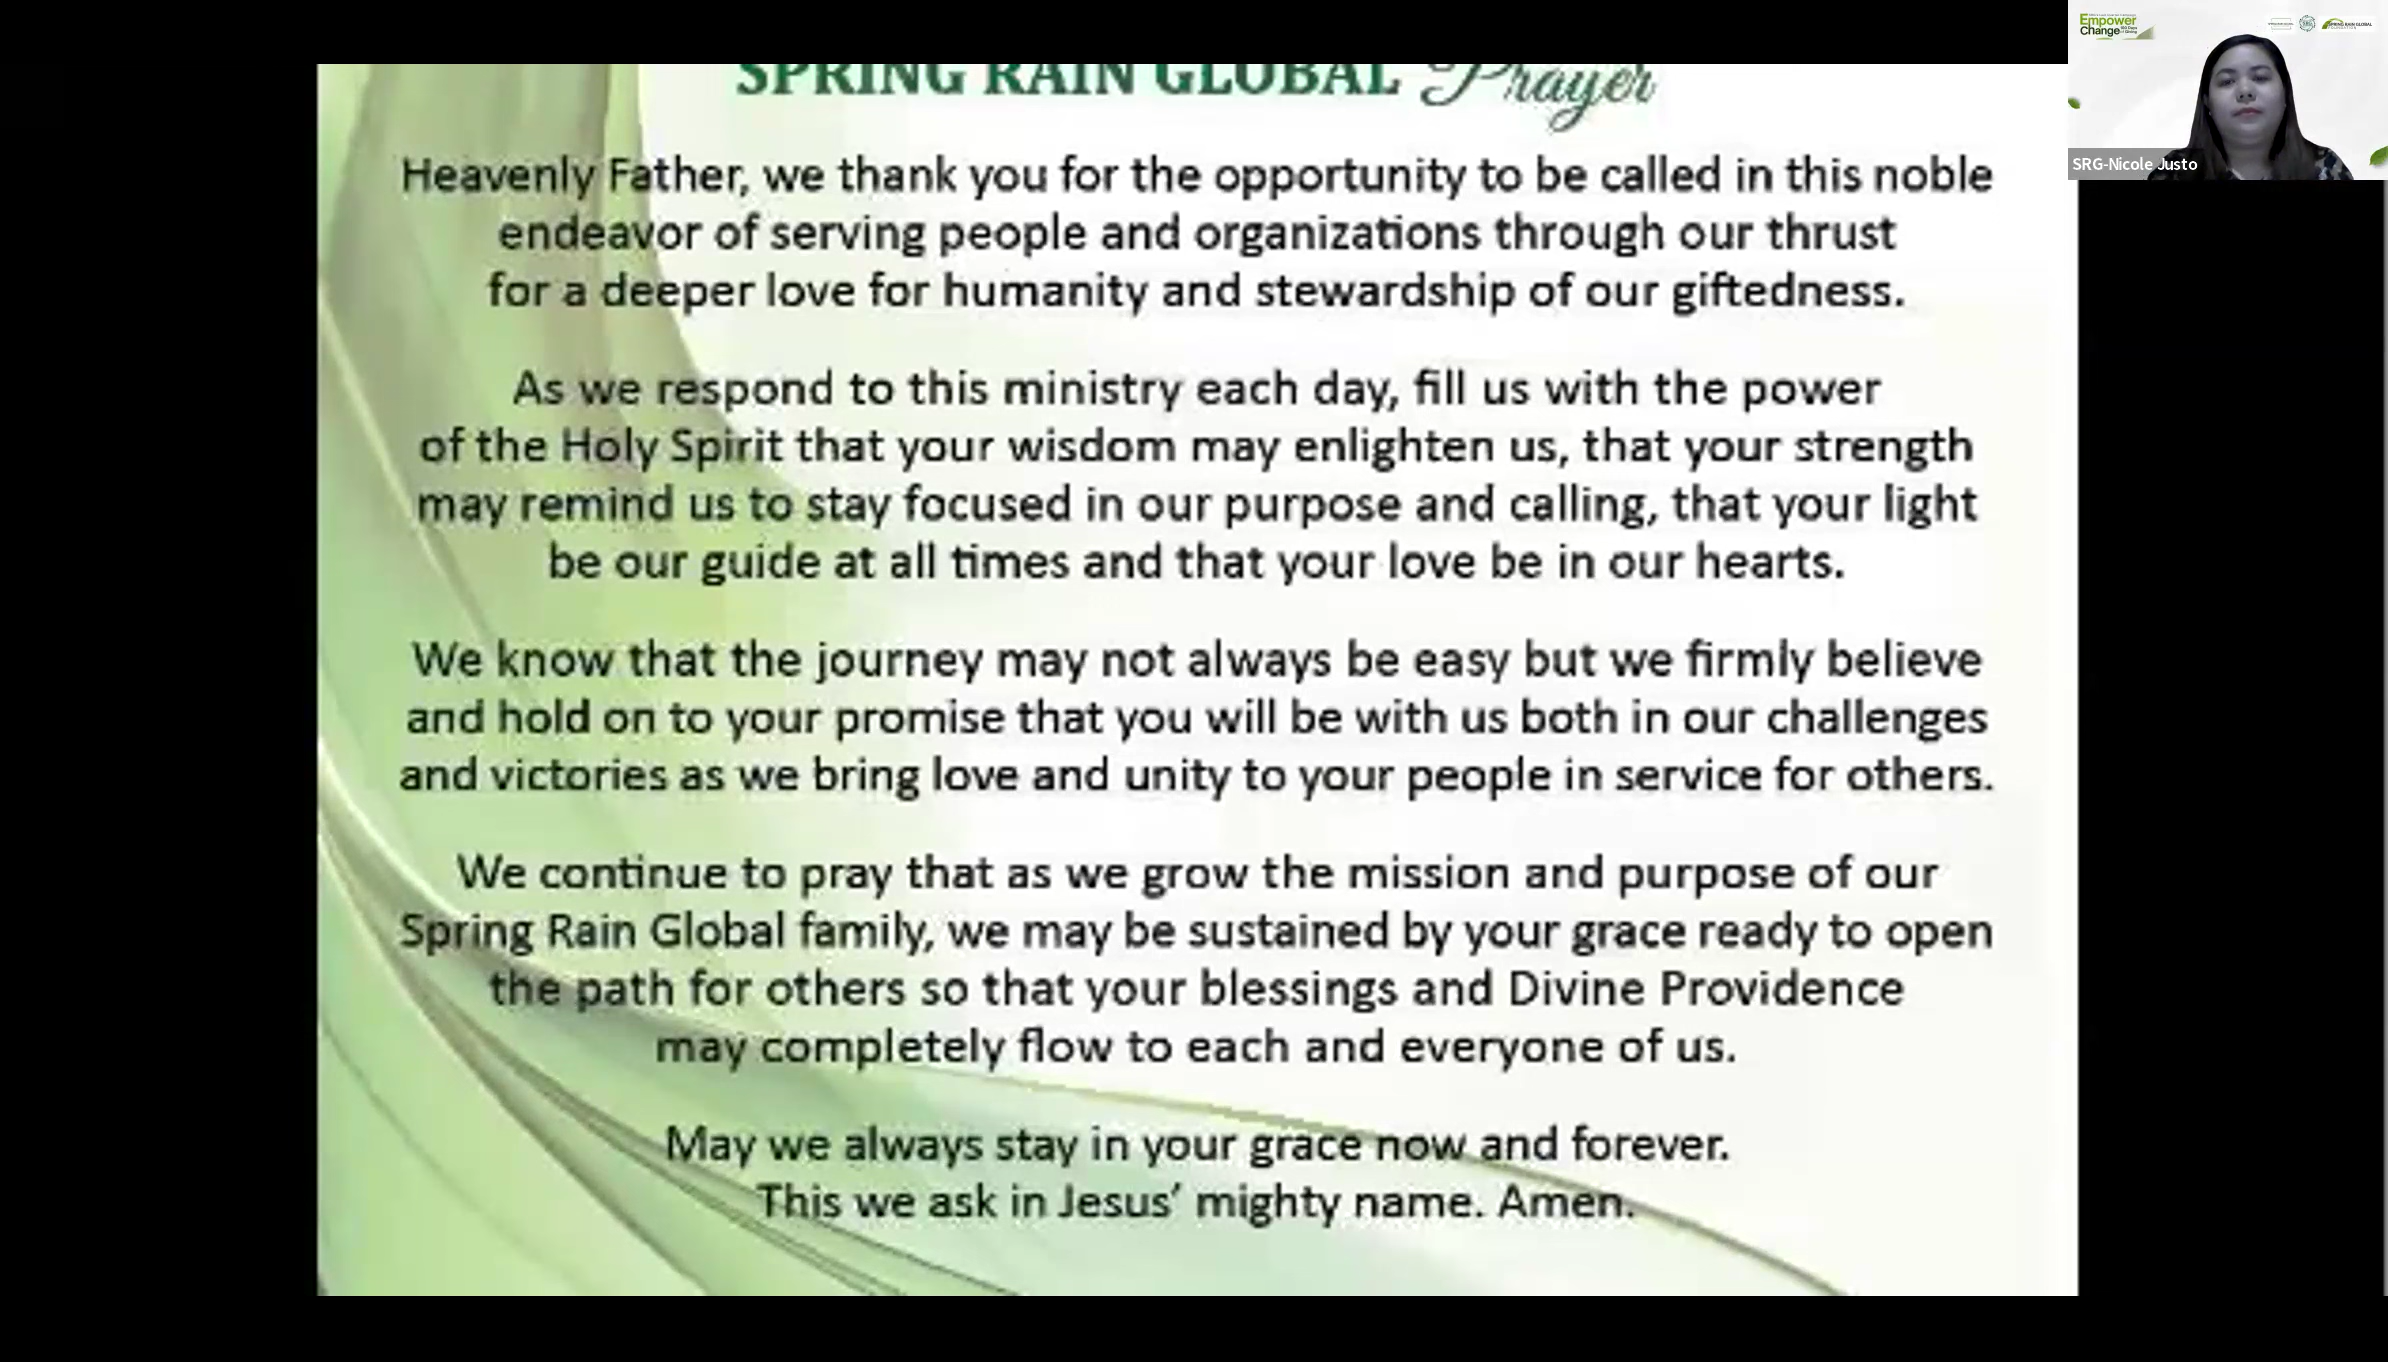 SPRING RAIN GLOBAL Prayer
Heavenly Father, we thank you for the opportunity to be called in this noble
endeavor of serving people and organizations through our thrust
for a deeper love for humanity and stewardship of our giftedness.
As we respond to this ministry each day, fill us with the power
of the Holy Spirit that your wisdom may enlighten us, that your strength
may remind us to stay focused in our purpose and calling, that your light
be our guide at all times and that your love be in our hearts.
We know that the journey may not always be easy but we firmly believe
and hold on to your promise that you will be with us both in our challenges
and victories as we bring love and unity to your people in service for others.
We continue to pray that as we grow the mission and purpose of our
Spring Rain Global family, we may be sustained by your grace ready to open
the path for others so that your blessings and Divine Providence
may completely flow to each and everyone of us.
May we always stay in your grace now and forever.
This we ask in Jesus’ mighty name. Amen.
Empower
Change
SPRING RAIN GLOBAL
SRG-Nicole Justo